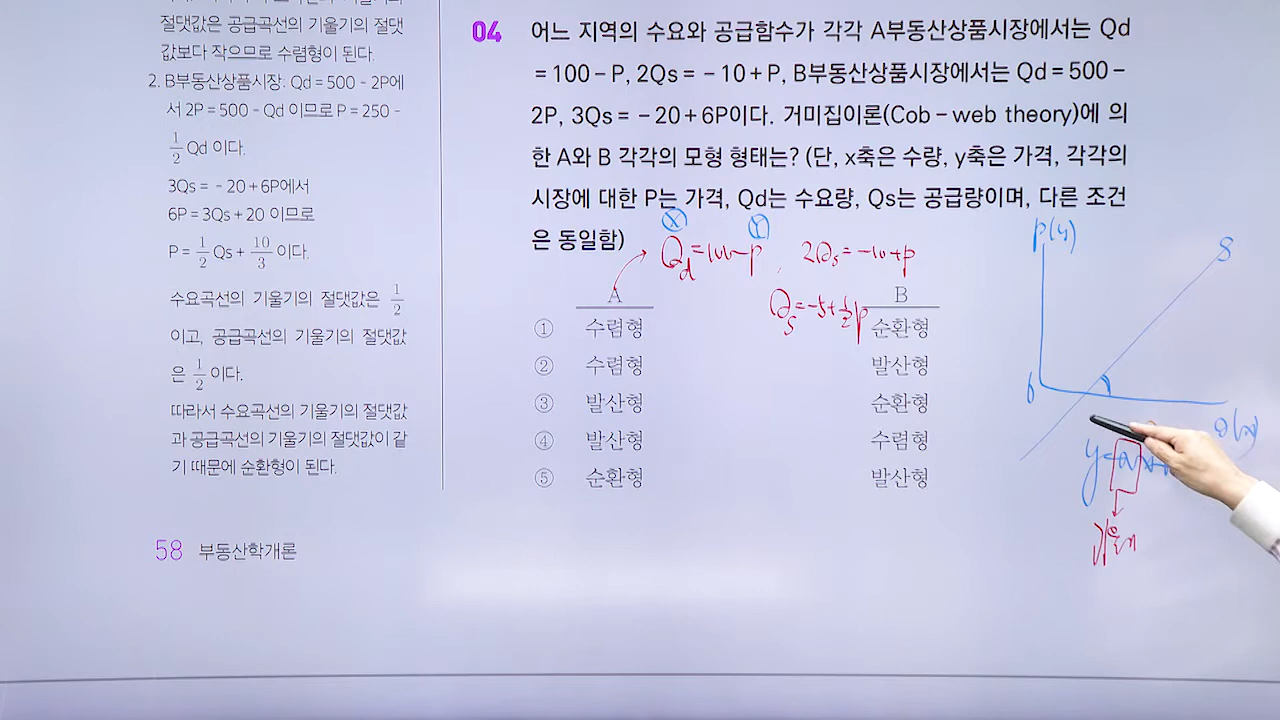 절댓값은 공급곡선의 기울기의 절댓
값보다 작으므로 수렴형이 된다.
2. B부동산상품시장: Qd=500-2P에
서 2P=500-Qd 이므로 P=250-
1/2 Qd 이다.
3Qs=-20+6P에서
6P=3Qs+20 이므로
P=1/2 Qs+10/3 이다.
수요곡선의 기울기의 절댓값은 1/2
이고, 공급곡선의 기울기의 절댓값
은 1/2 이다.
따라서 수요곡선의 기울기의 절댓값
과 공급곡선의 기울기의 절댓값이 같
기 때문에 순환형이 된다.
58 부동산학개론
04 어느 지역의 수요와 공급함수가 각각 A부동산상품시장에서는 Qd
=100-P, 2Qs=-10+P, B부동산상품시장에서는 Qd=500-
2P, 3Qs=-20+6P이다. 거미집이론(Cob-web theory)에 의
한 A와 B 각각의 모형 형태는? (단, x축은 수량, y축은 가격, 각각의
시장에 대한 P는 가격, Qd는 수요량, Qs는 공급량이며, 다른 조건
은 동일함)
X Y
Qd=100-P, 2Qs=-10+P
Qs=-5+1/2P
A B
① 수렴형 순환형
② 수렴형 발산형
③ 발산형 순환형
④ 발산형 수렴형
⑤ 순환형 발산형
P(y)
S
Q(x)
y=a
기울기